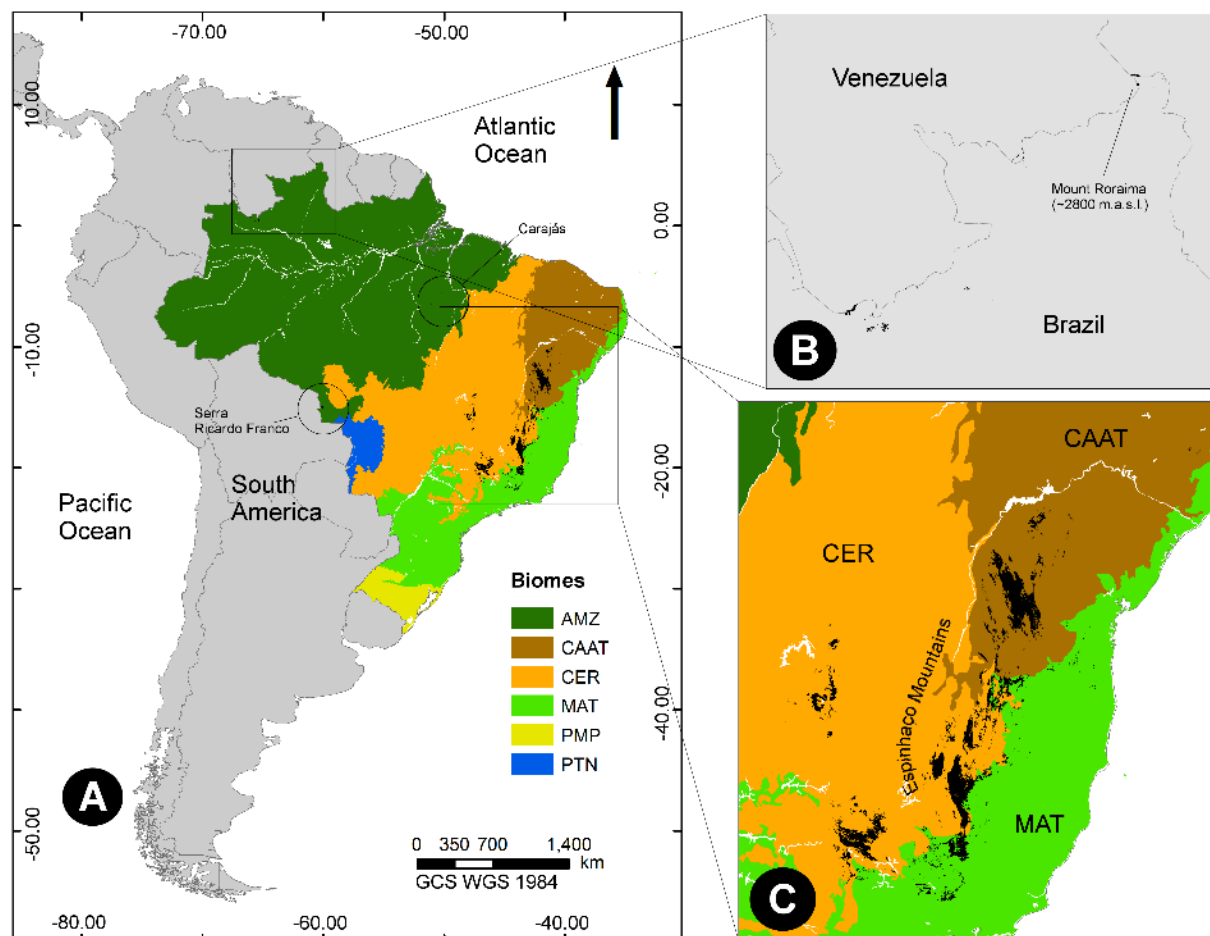 -70.00
-50.00
10.00
0.00
-10.00
-20.00
-40.00
-50.00
-80.00
-60.00
-40.00
Atlantic
Ocean
Carajás
Serra
Ricardo Franco
South
America
Pacific
Ocean
Biomes
AMZ
CAAT
CER
MAT
PMP
PTN
0 350 700 1,400
km
GCS WGS 1984
A
Venezuela
Mount Roraima
(~2800 m.a.s.l.)
Brazil
B
CAAT
CER
Espinhaco Mountains
MAT
C